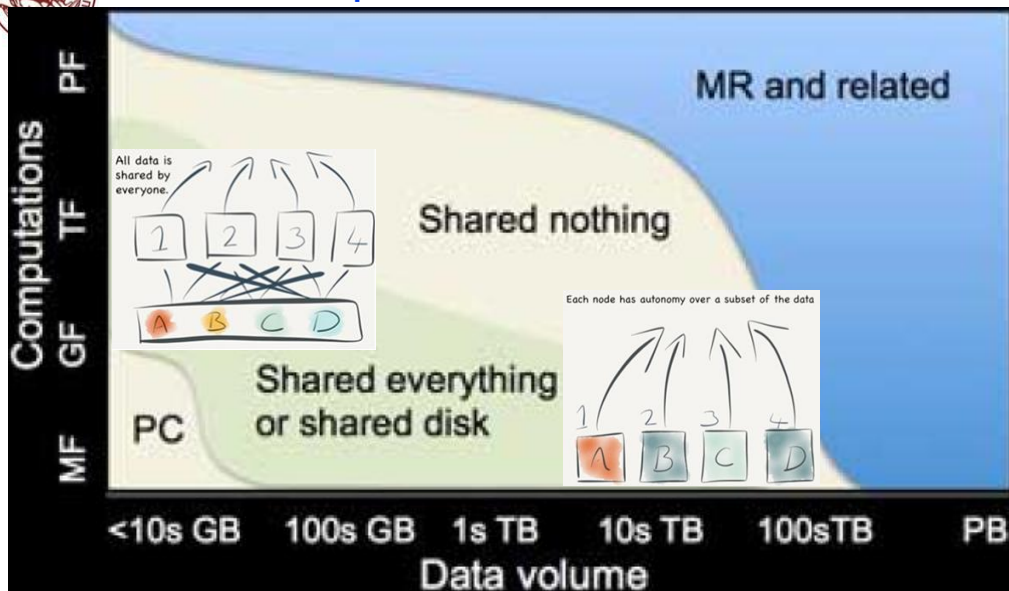 PF
TF
GF
MF
Computations
MR and related
All data is
shared by
everyone.
1 2 3 4
A B C D
Shared nothing
Each node has autonomy over a subset of the data
1 2 3 4
A B C D
Shared everything
or shared disk
PC
<10s GB 100s GB 1s TB 10s TB 100sTB PB
Data volume